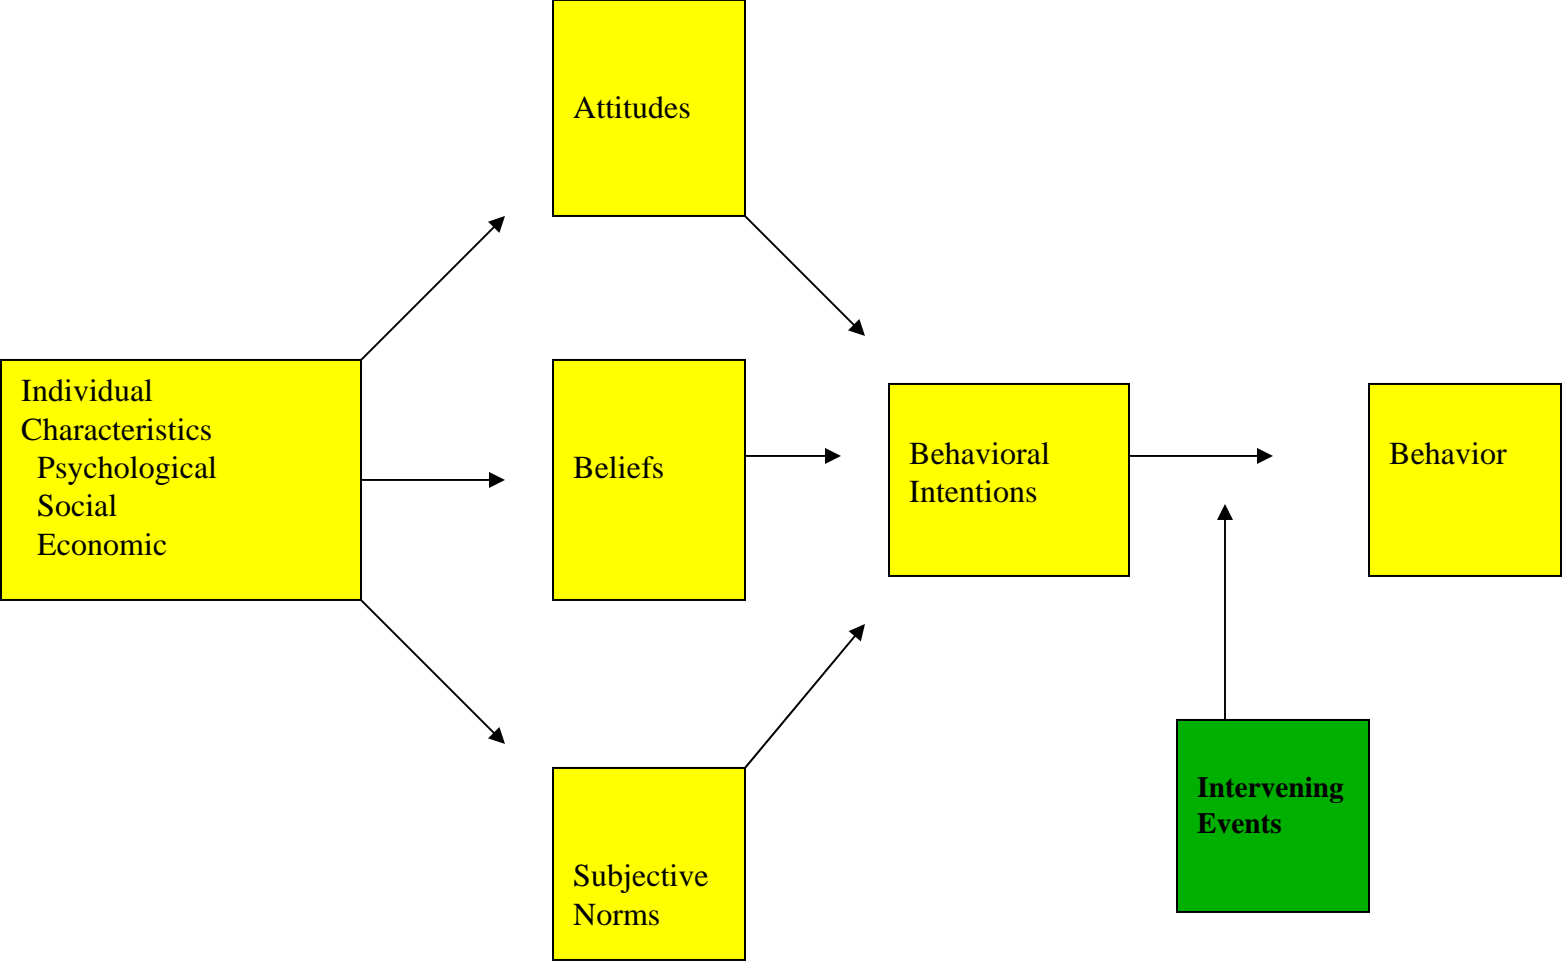 Attitudes
Individual
Characteristics
Psychological
Social
Economic
Beliefs
Behavioral
Intentions
Behavior
Intervening
Events
Subjective
Norms